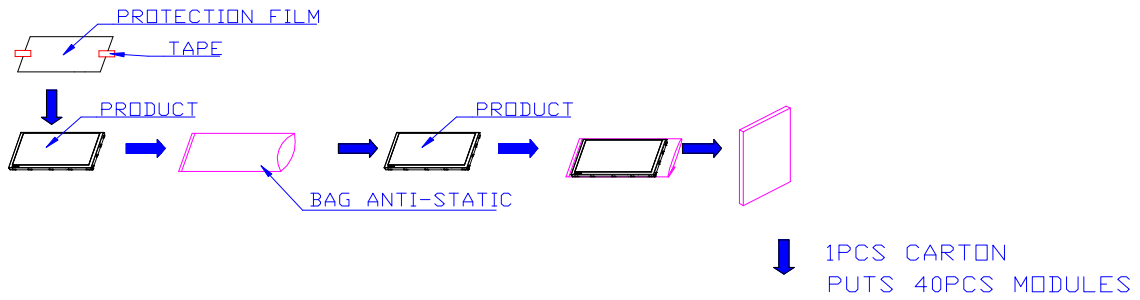 PROTECTION FILM
TAPE
PRODUCT
PRODUCT
BAG ANTI-STATIC
1PCS CARTON
PUTS 40PCS MODULES